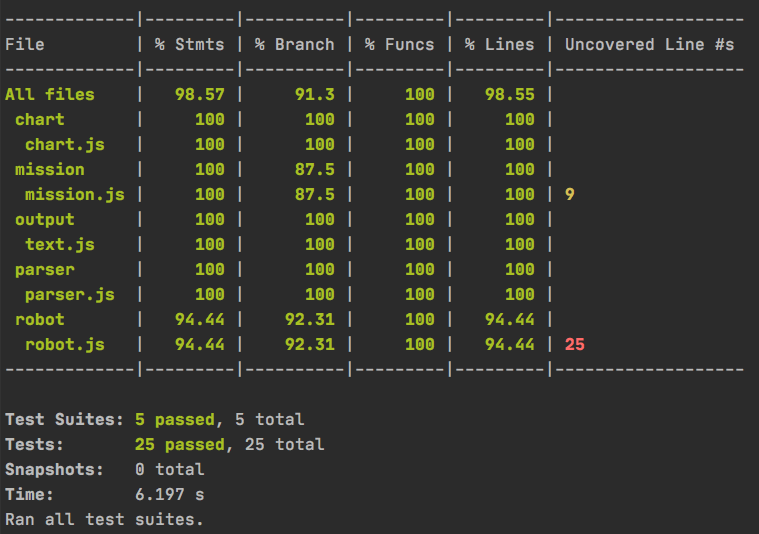 -------------|---------|----------|---------|---------|-------------------
File         | % Stmts | % Branch | % Funcs | % Lines | Uncovered Line #s
-------------|---------|----------|---------|---------|-------------------
All files    |   98.57 |     91.3 |     100 |   98.55 |
 chart       |     100 |      100 |     100 |     100 |
  chart.js   |     100 |      100 |     100 |     100 |
 mission     |     100 |     87.5 |     100 |     100 |
  mission.js |     100 |     87.5 |     100 |     100 | 9
 output      |     100 |      100 |     100 |     100 |
  text.js    |     100 |      100 |     100 |     100 |
 parser      |     100 |      100 |     100 |     100 |
  parser.js  |     100 |      100 |     100 |     100 |
 robot       |   94.44 |    92.31 |     100 |   94.44 |
  robot.js   |   94.44 |    92.31 |     100 |   94.44 | 25
-------------|---------|----------|---------|---------|-------------------
Test Suites: 5 passed, 5 total
Tests:       25 passed, 25 total
Snapshots:   0 total
Time:        6.197 s
Ran all test suites.